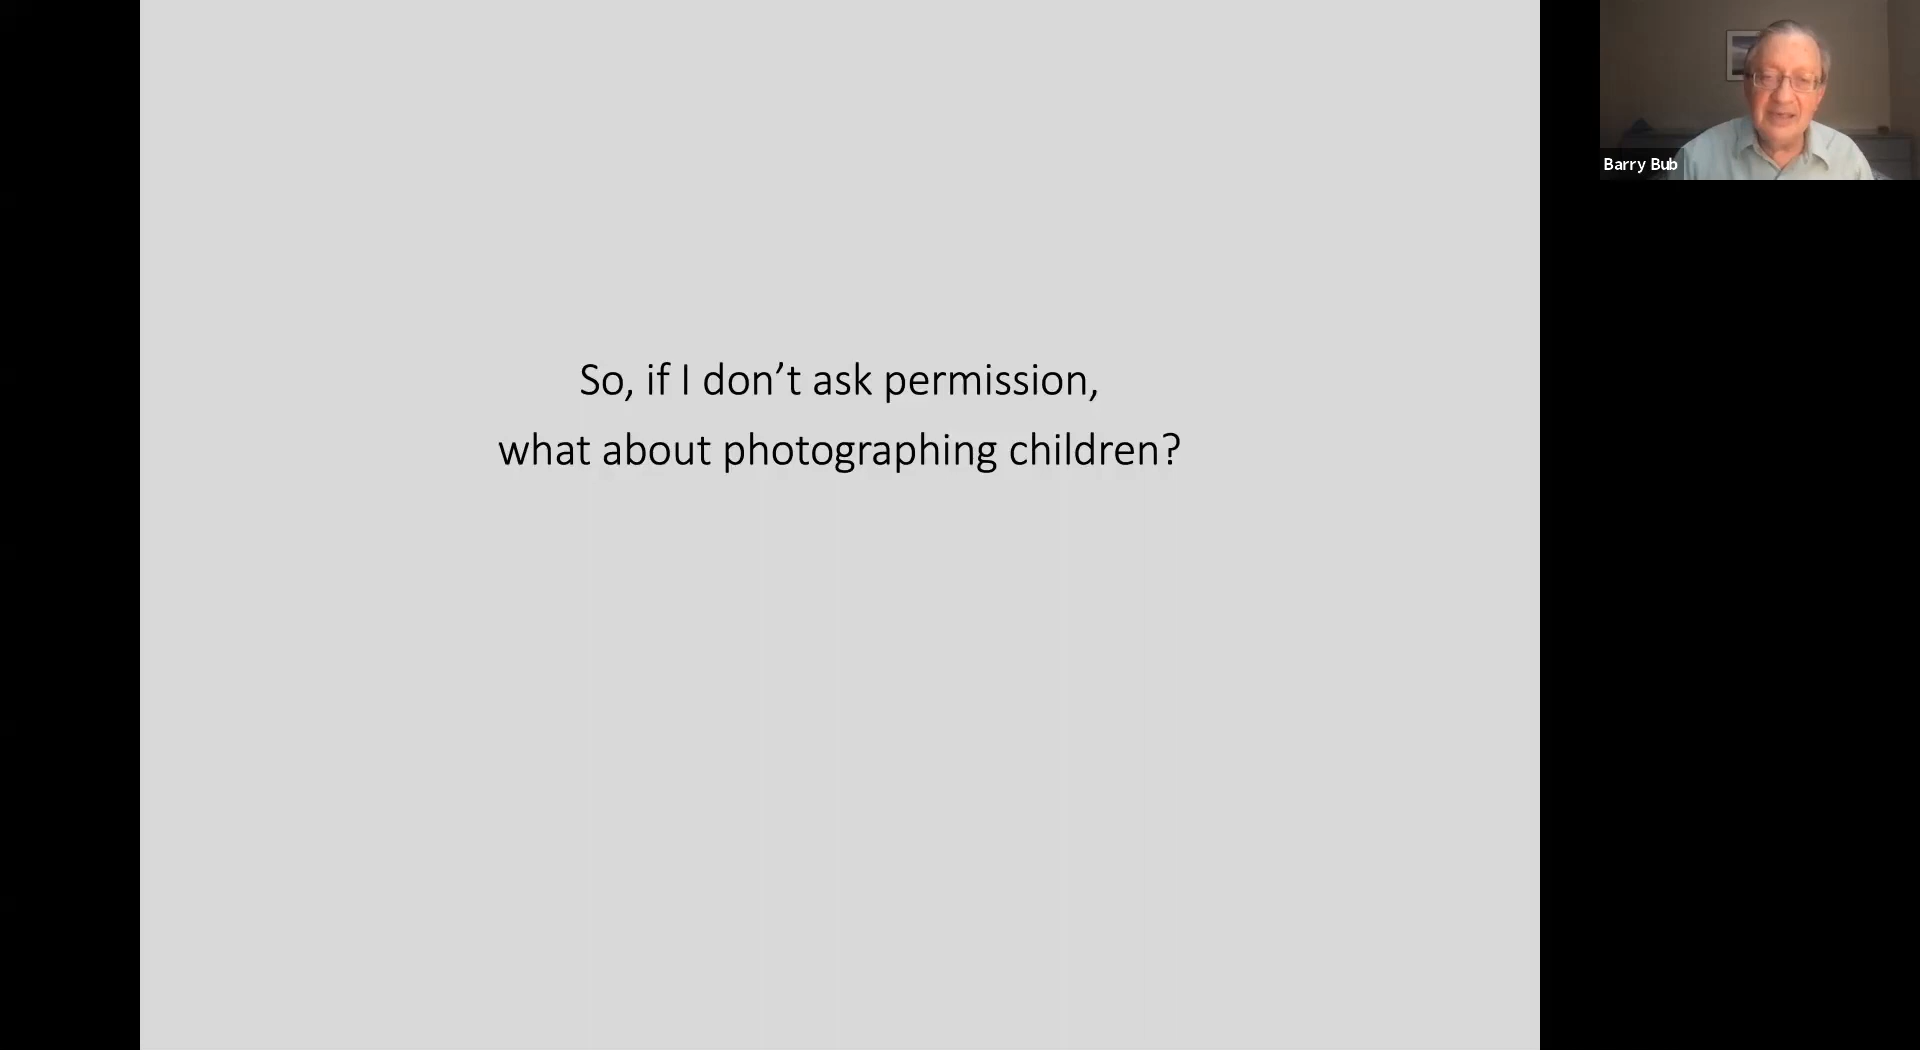 So, if I don’t ask permission,
what about photographing children?
Barry Bub